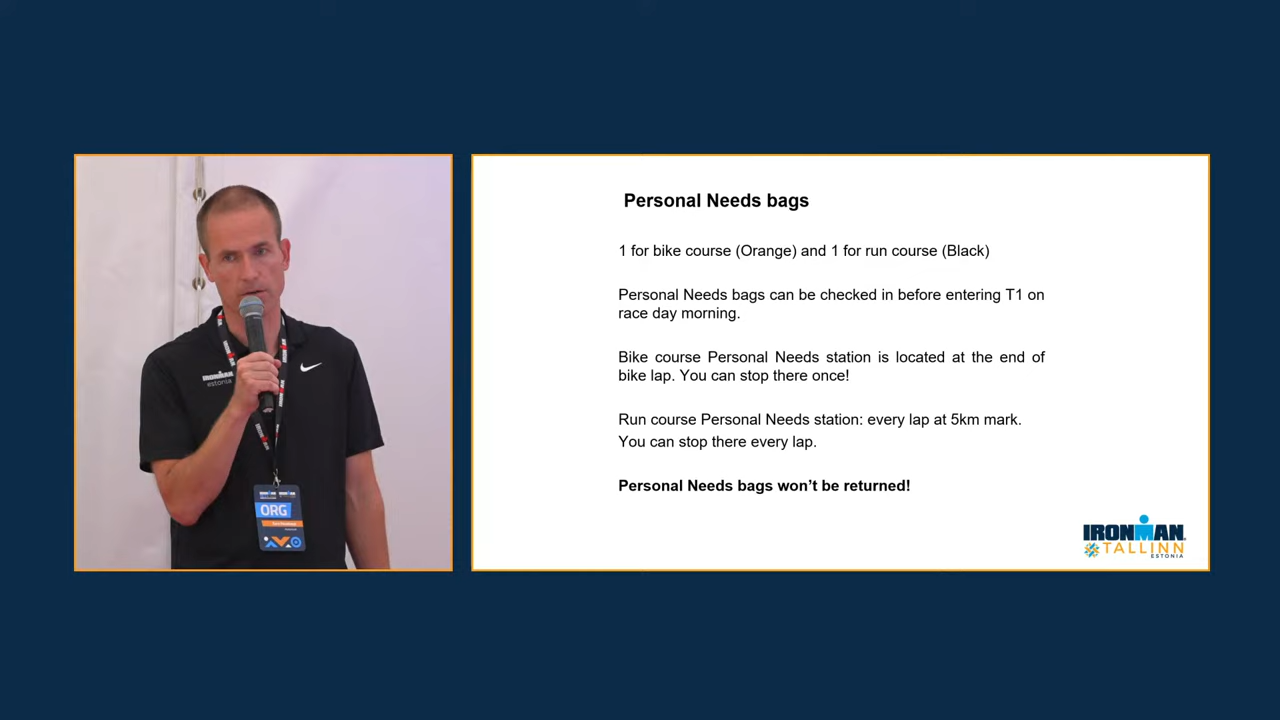 Personal Needs bags
1 for bike course (Orange) and 1 for run course (Black)
Personal Needs bags can be checked in before entering T1 on
race day morning.
Bike course Personal Needs station is located at the end of
bike lap. You can stop there once!
Run course Personal Needs station: every lap at 5km mark.
You can stop there every lap.
Personal Needs bags won't be returned!
IRONMAN
TALLINN
ESTONIA
IRONMAN
estonia
ORG